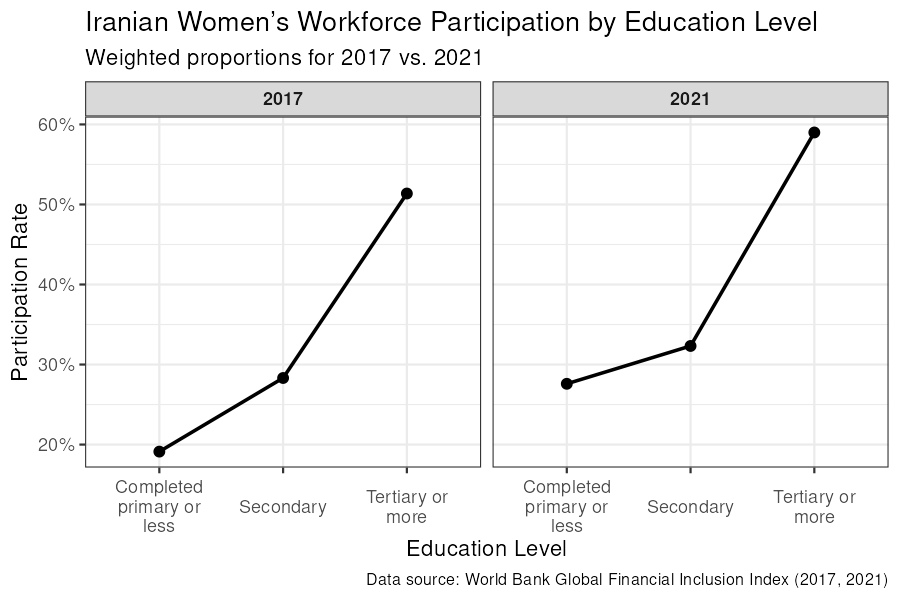 Iranian Women’s Workforce Participation by Education Level
Weighted proportions for 2017 vs. 2021
2017
2021
60%
50%
40%
30%
20%
Participation Rate
Completed
primary or
less
Secondary
Tertiary or
more
Completed
primary or
less
Secondary
Tertiary or
more
Education Level
Data source: World Bank Global Financial Inclusion Index (2017, 2021)